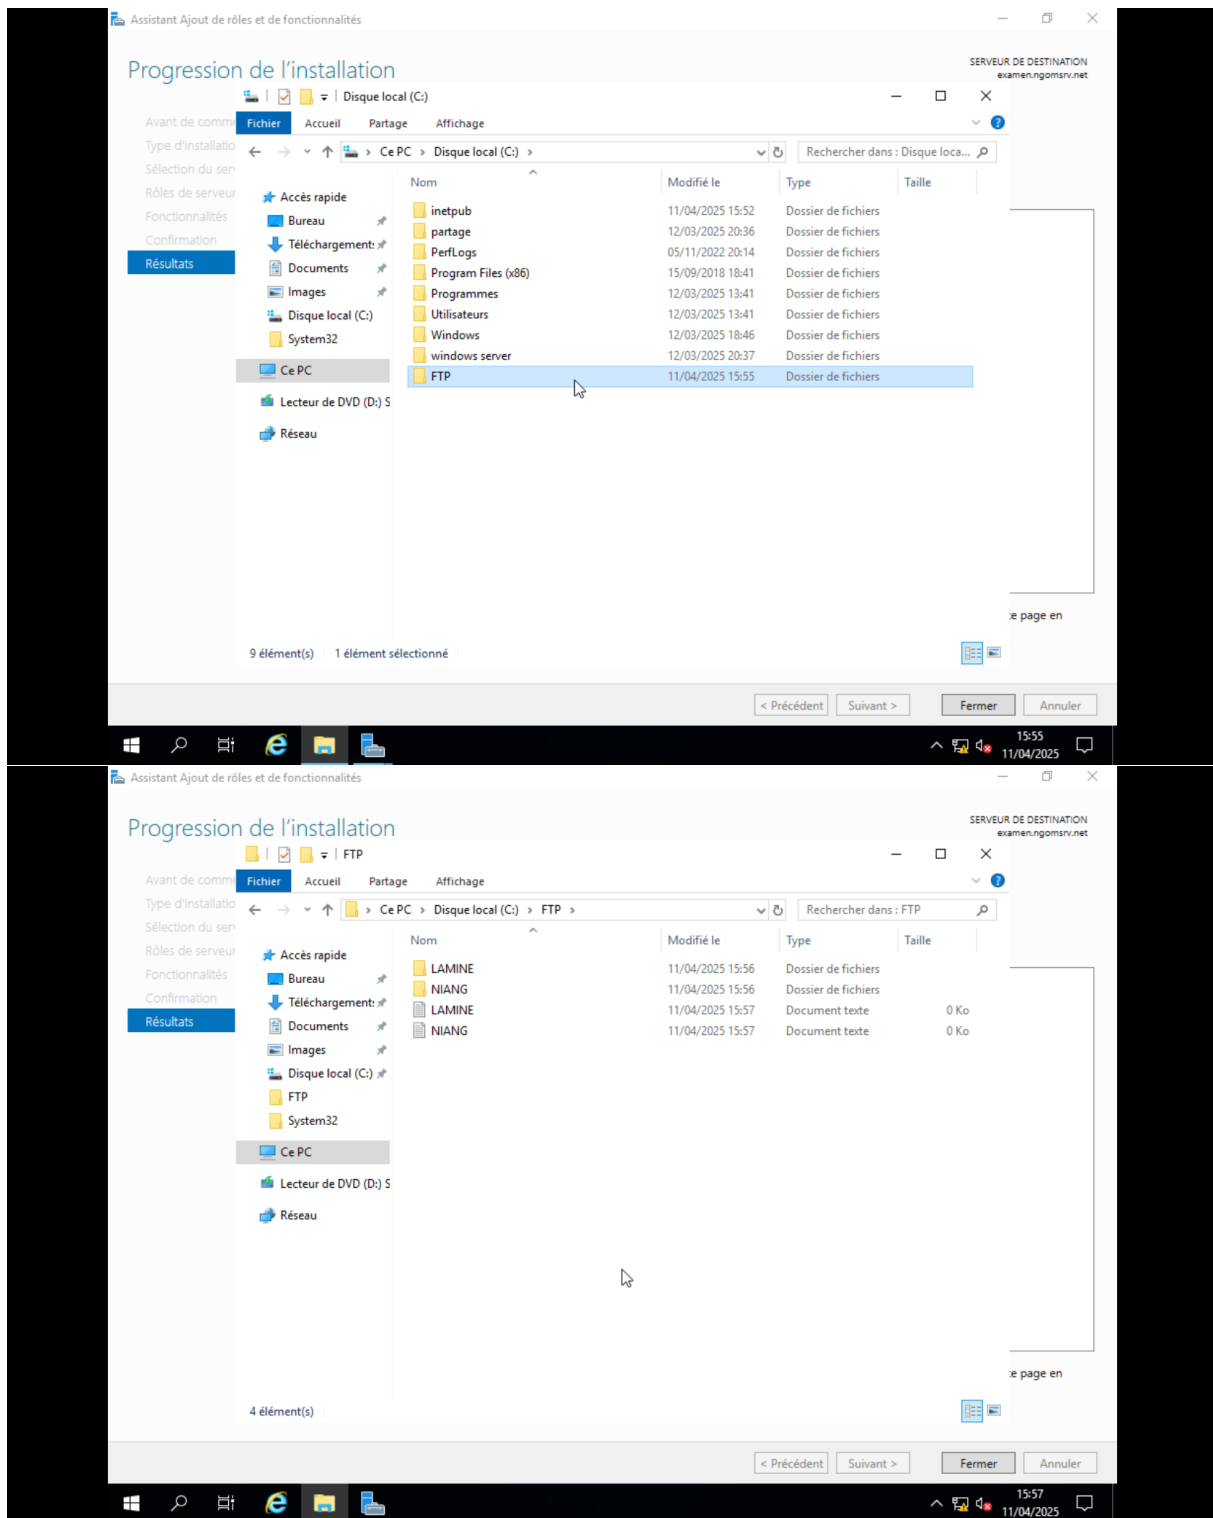 Assistant Ajout de rôles et de fonctionnalités
Progression de l'installation
SERVEUR DE DESTINATION
examen.ngomsrv.net
Disque local (C:)
Fichier Accueil Partage Affichage
Ce PC > Disque local (C:) >
Rechercher dans : Disque loca...
Avant de comme
Type d'installatio
Sélection du serv
Rôles de serveur
Fonctionnalités
Confirmation
Résultats
Accès rapide
Bureau
Téléchargement:
Documents
Images
Disque local (C:)
System32
Ce PC
Lecteur de DVD (D:) S
Réseau
Nom Modifié le Type Taille
inetpub 11/04/2025 15:52 Dossier de fichiers
partage 12/03/2025 20:36 Dossier de fichiers
PerfLogs 05/11/2022 20:14 Dossier de fichiers
Program Files (x86) 15/09/2018 18:41 Dossier de fichiers
Programmes 12/03/2025 13:41 Dossier de fichiers
Utilisateurs 12/03/2025 13:41 Dossier de fichiers
Windows 12/03/2025 18:46 Dossier de fichiers
windows server 12/03/2025 20:37 Dossier de fichiers
FTP 11/04/2025 15:55 Dossier de fichiers
te page en
9 élément(s) 1 élément sélectionné
< Précédent Suivant > Fermer Annuler
15:55
11/04/2025
Assistant Ajout de rôles et de fonctionnalités
Progression de l'installation
SERVEUR DE DESTINATION
examen.ngomsrv.net
FTP
Fichier Accueil Partage Affichage
Ce PC > Disque local (C:) > FTP >
Rechercher dans : FTP
Avant de comme
Type d'installatio
Sélection du serv
Rôles de serveur
Fonctionnalités
Confirmation
Résultats
Accès rapide
Bureau
Téléchargement:
Documents
Images
Disque local (C:)
FTP
System32
Ce PC
Lecteur de DVD (D:) S
Réseau
Nom Modifié le Type Taille
LAMINE 11/04/2025 15:56 Dossier de fichiers
NIANG 11/04/2025 15:56 Dossier de fichiers
LAMINE 11/04/2025 15:57 Document texte 0 Ko
NIANG 11/04/2025 15:57 Document texte 0 Ko
te page en
4 élément(s)
< Précédent Suivant > Fermer Annuler
15:57
11/04/2025